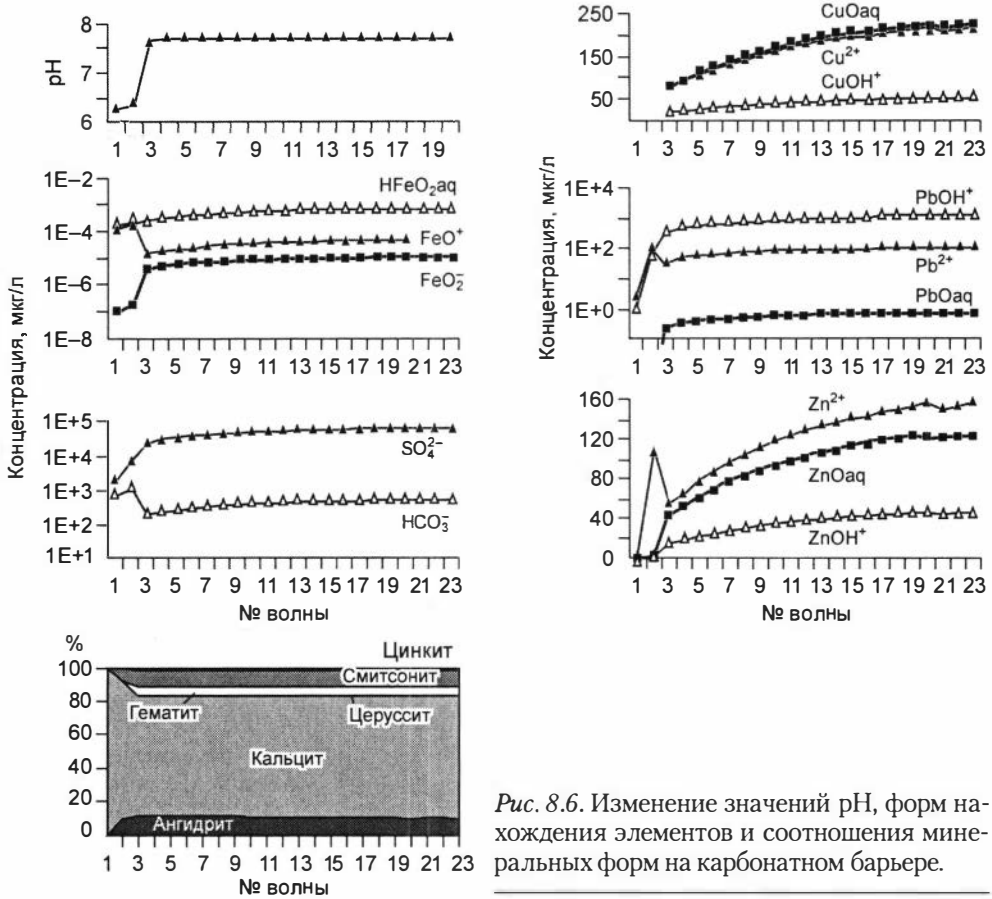 8
7
6
pH
1 3 5 7 9 11 13 15 17 19
1E–2
1E–4
1E–6
1E–8
HFeO₂aq
FeO⁺
FeO₂⁻
1 3 5 7 9 11 13 15 17 19 21 23
Концентрация, мкг/л
1E+5
1E+4
1E+3
1E+2
1E+1
SO₄²⁻
HCO₃⁻
1 3 5 7 9 11 13 15 17 19 21 23
№ волны
%
100
80
60
40
20
0
Цинкит
Смитсонит
Гематит
Церуссит
Кальцит
Ангидрит
1 3 5 7 9 11 13 15 17 19 21 23
№ волны
250
150
50
CuOaq
Cu²⁺
CuOH⁺
1 3 5 7 9 11 13 15 17 19 21 23
Концентрация, мкг/л
1E+4
1E+2
1E+0
PbOH⁺
Pb²⁺
PbOaq
1 3 5 7 9 11 13 15 17 19 21 23
160
120
80
40
0
Zn²⁺
ZnOaq
ZnOH⁺
1 3 5 7 9 11 13 15 17 19 21 23
№ волны
Рис. 8.6. Изменение значений pH, форм на-
хождения элементов и соотношения мине-
ральных форм на карбонатном барьере.